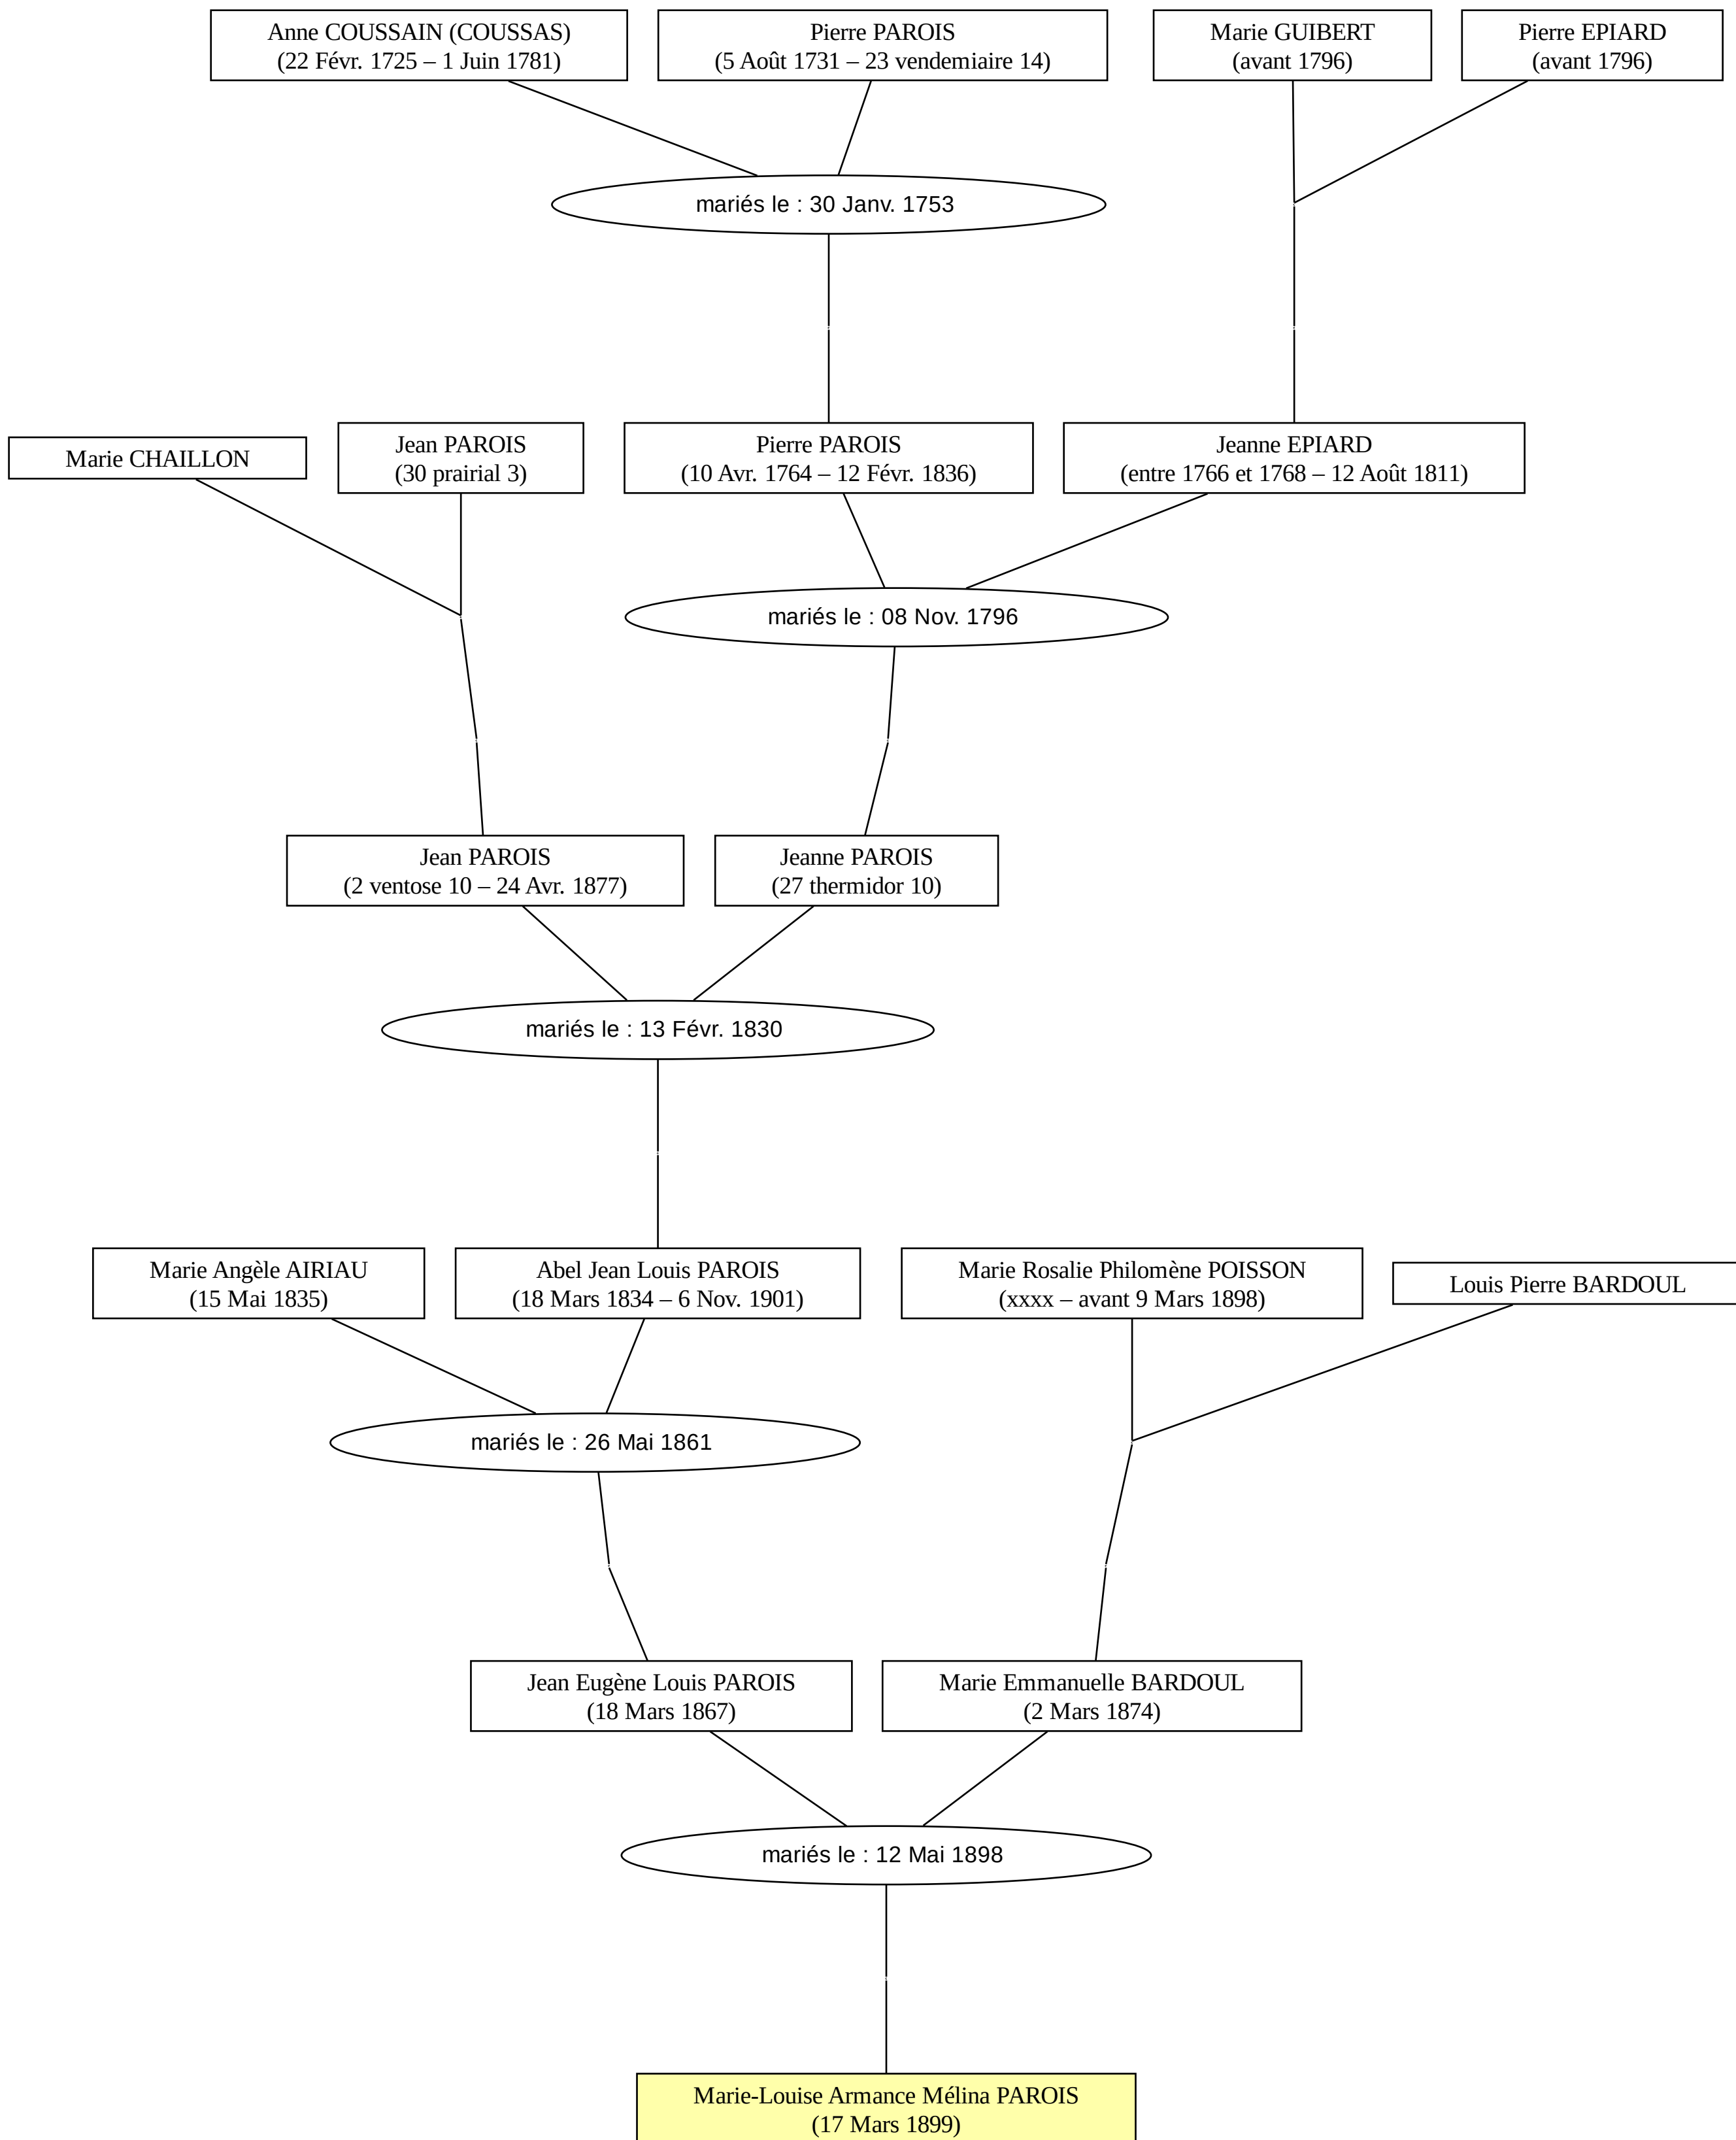 Anne COUSSAIN (COUSSAS)
(22 Févr. 1725 – 1 Juin 1781)
Pierre PAROIS
(5 Août 1731 – 23 vendemiaire 14)
Marie GUIBERT
(avant 1796)
Pierre EPIARD
(avant 1796)
mariés le : 30 Janv. 1753
Marie CHAILLON
Jean PAROIS
(30 prairial 3)
Pierre PAROIS
(10 Avr. 1764 – 12 Févr. 1836)
Jeanne EPIARD
(entre 1766 et 1768 – 12 Août 1811)
mariés le : 08 Nov. 1796
Jean PAROIS
(2 ventose 10 – 24 Avr. 1877)
Jeanne PAROIS
(27 thermidor 10)
mariés le : 13 Févr. 1830
Marie Angèle AIRIAU
(15 Mai 1835)
Abel Jean Louis PAROIS
(18 Mars 1834 – 6 Nov. 1901)
Marie Rosalie Philomène POISSON
(xxxx – avant 9 Mars 1898)
Louis Pierre BARDOUL
mariés le : 26 Mai 1861
Jean Eugène Louis PAROIS
(18 Mars 1867)
Marie Emmanuelle BARDOUL
(2 Mars 1874)
mariés le : 12 Mai 1898
Marie-Louise Armance Mélina PAROIS
(17 Mars 1899)